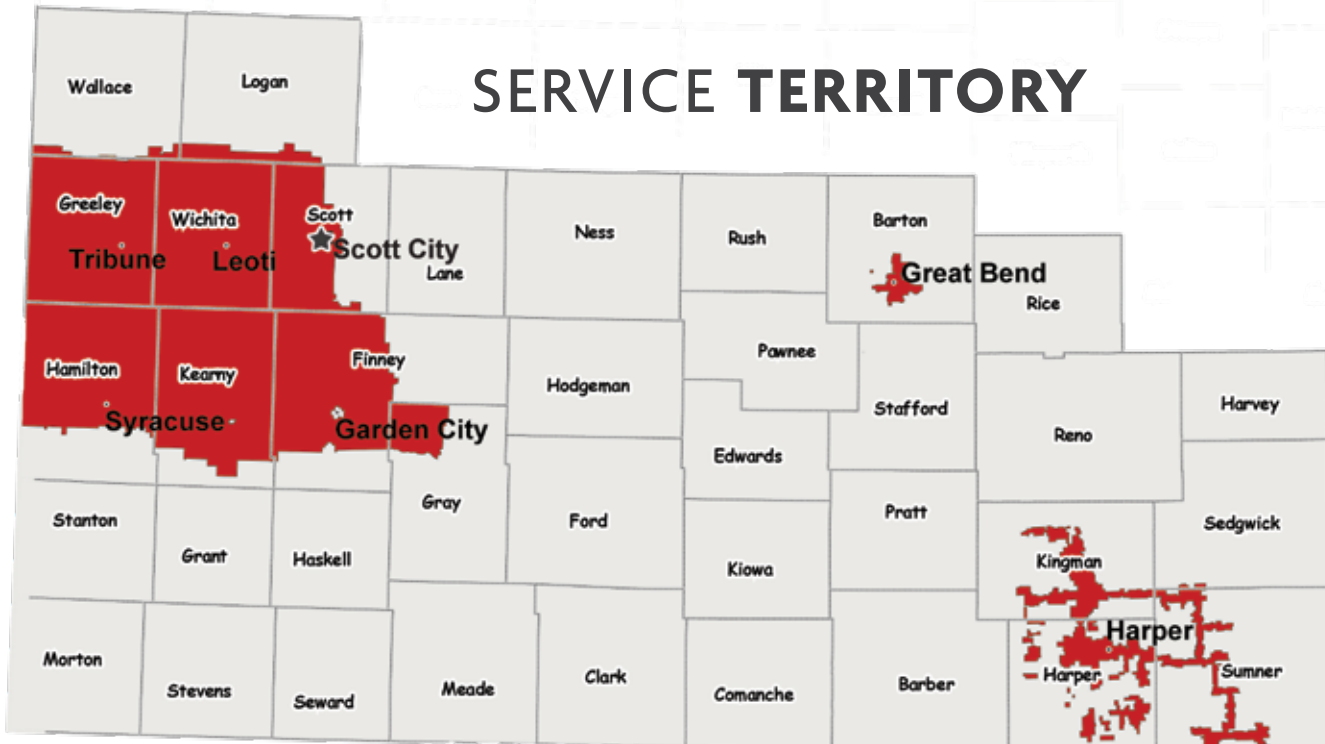 SERVICE TERRITORY
Wallace
Logan
Greeley
Wichita
Scott
Tribune
Leoti
Scott City
Lane
Ness
Rush
Barton
Great Bend
Rice
Hamilton
Kearny
Finney
Syracuse
Garden City
Hodgeman
Pawnee
Stafford
Edwards
Reno
Harvey
Stanton
Grant
Haskell
Gray
Ford
Kiowa
Pratt
Kingman
Sedgwick
Harper
Morton
Stevens
Seward
Meade
Clark
Comanche
Barber
Harper
Sumner